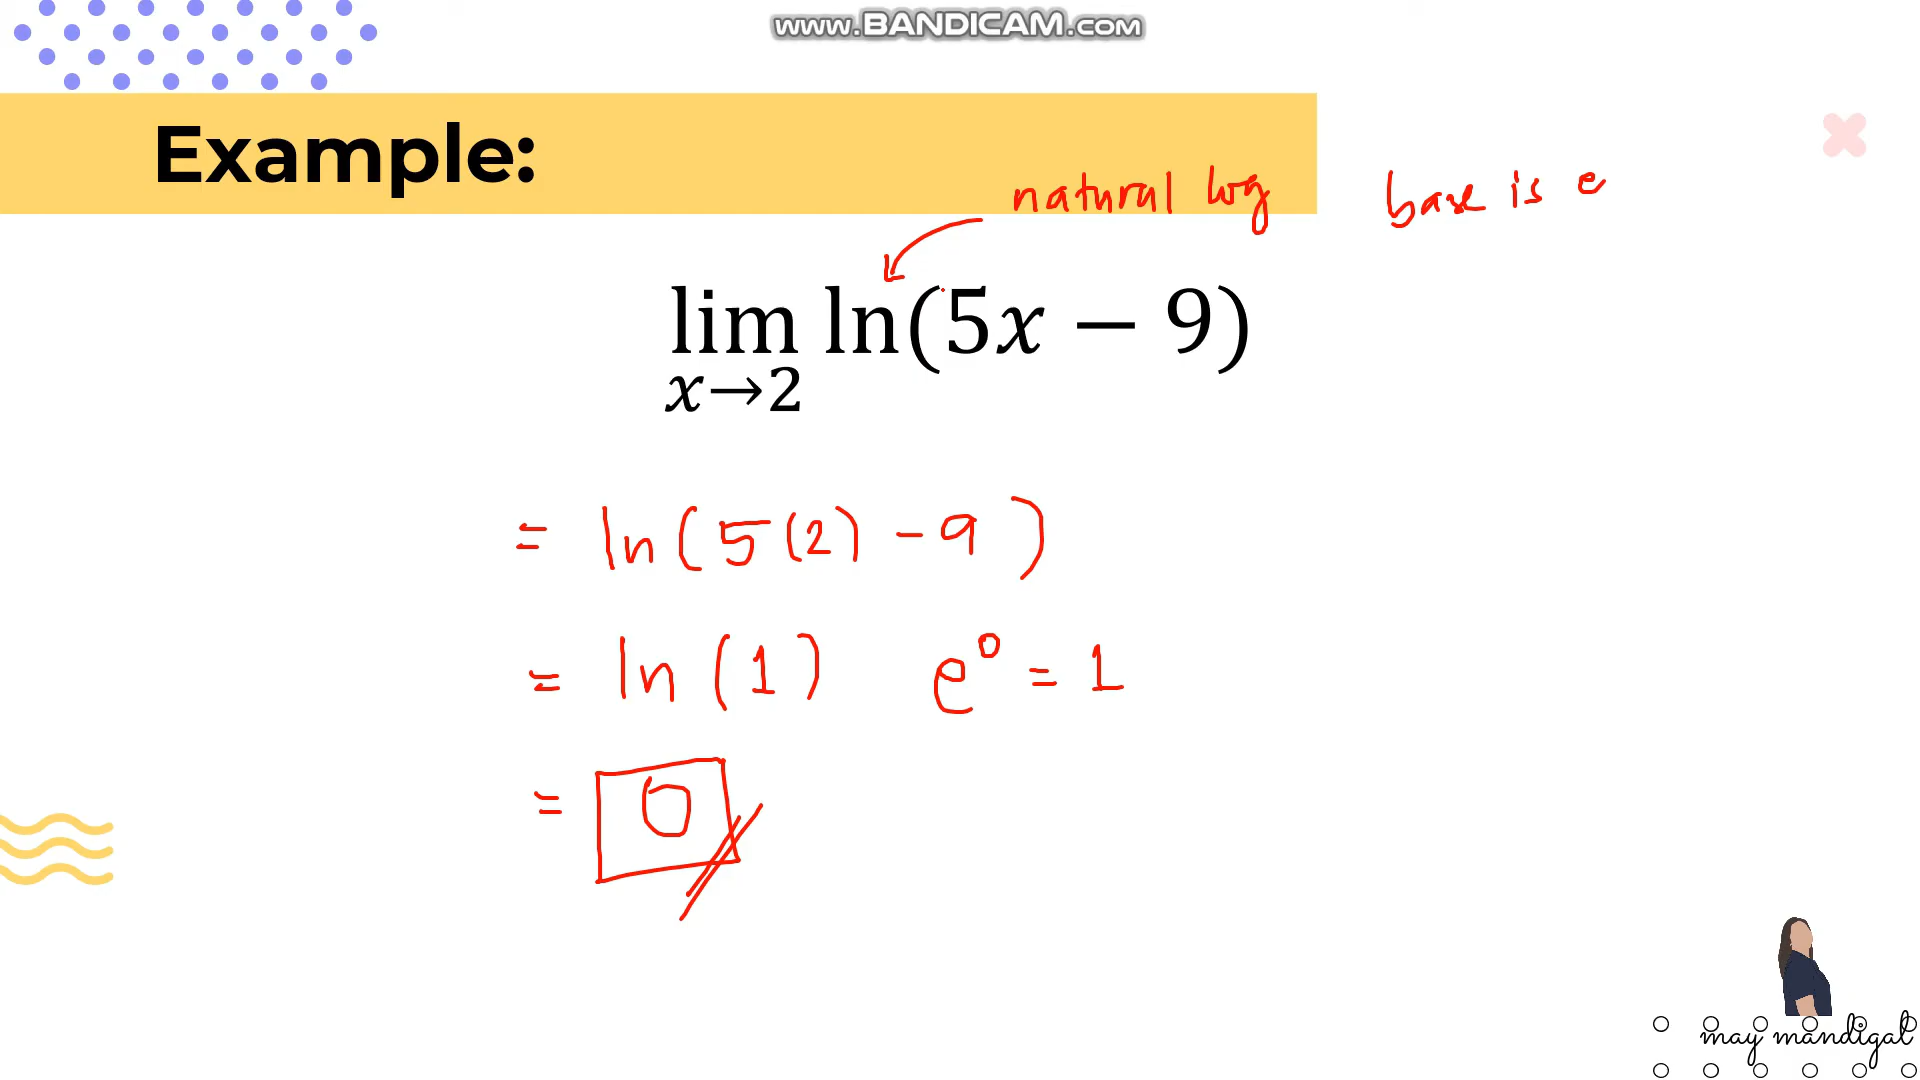 www.BANDICAM.com
Example:
natural log base is e
lim ln(5x − 9)
x→2
= ln(5(2) − 9)
= ln(1) e⁰ = 1
= 0
may mandigal